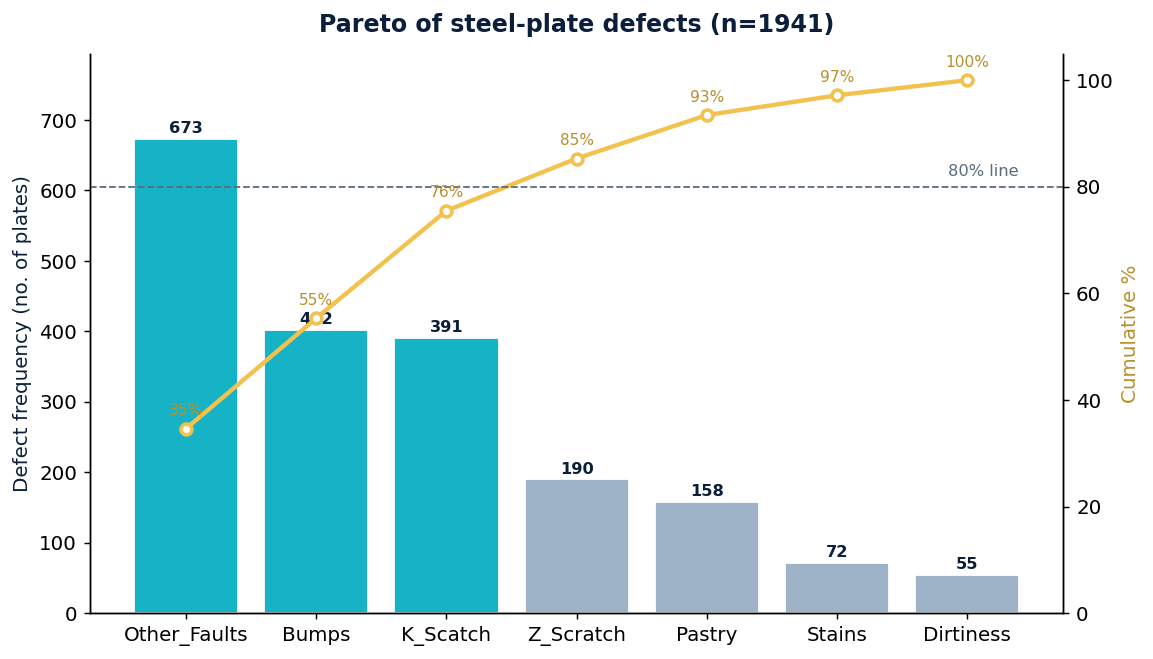 Pareto of steel-plate defects (n=1941)
Defect frequency (no. of plates)
700
600
500
400
300
200
100
0
673
402
391
190
158
72
55
35%
55%
76%
85%
93%
97%
100%
80% line
100
80
60
40
20
0
Cumulative %
Other_Faults
Bumps
K_Scatch
Z_Scratch
Pastry
Stains
Dirtiness